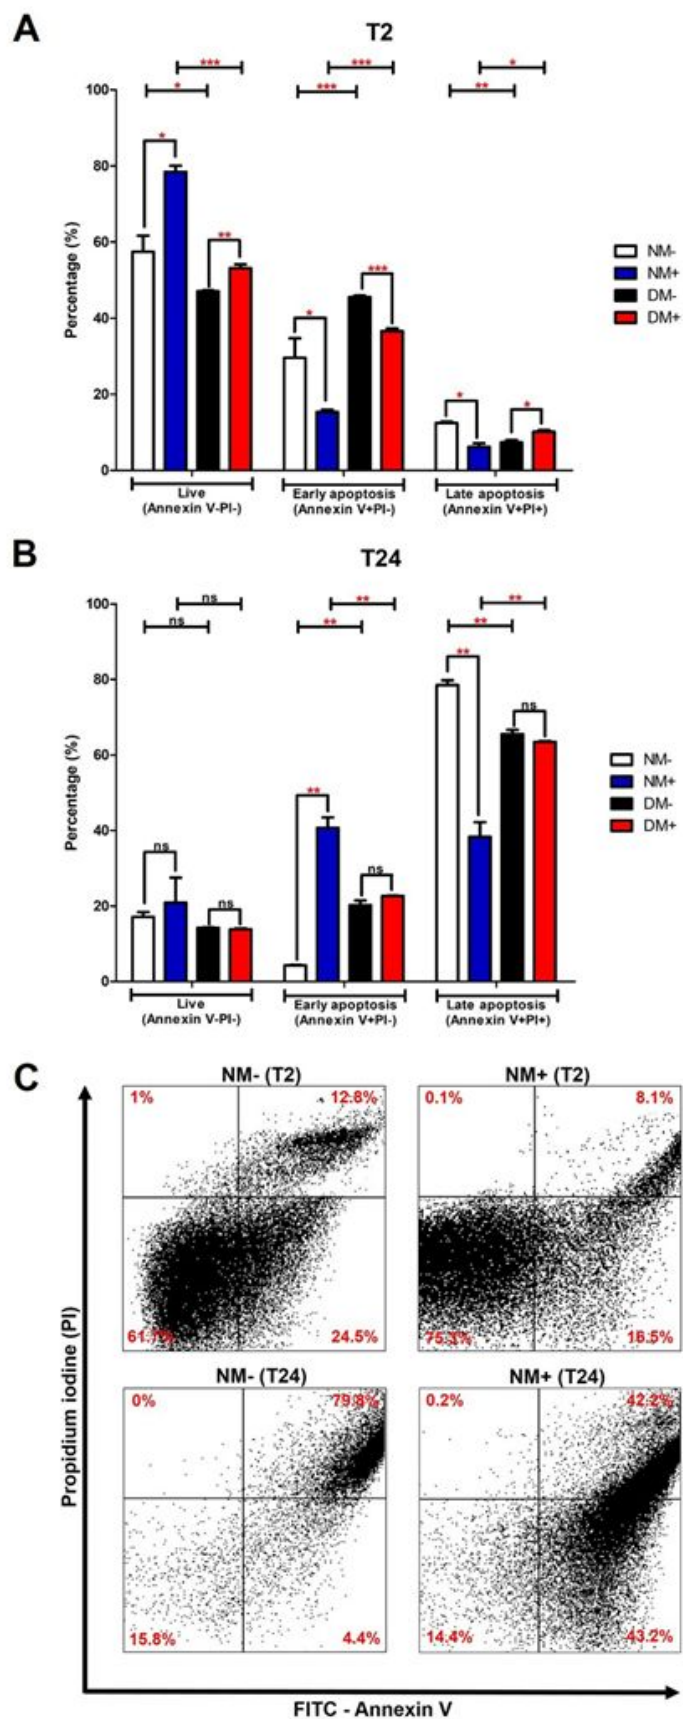 A
T2
*** *** *
* *** **
100
80
60
40
20
0
Percentage (%)
*
**
*
***
*
*
NM-
NM+
DM-
DM+
Live
(Annexin V-PI-)
Early apoptosis
(Annexin V+PI-)
Late apoptosis
(Annexin V+PI+)
B
T24
ns ** **
ns ** **
100
80
60
40
20
0
Percentage (%)
ns
ns
**
ns
**
ns
NM-
NM+
DM-
DM+
Live
(Annexin V-PI-)
Early apoptosis
(Annexin V+PI-)
Late apoptosis
(Annexin V+PI+)
C
NM- (T2)
1% 12.8%
61.7% 24.5%
NM+ (T2)
0.1% 8.1%
75.3% 16.5%
NM- (T24)
0% 79.8%
15.8% 4.4%
NM+ (T24)
0.2% 42.2%
14.4% 43.2%
Propidium iodine (PI)
FITC - Annexin V